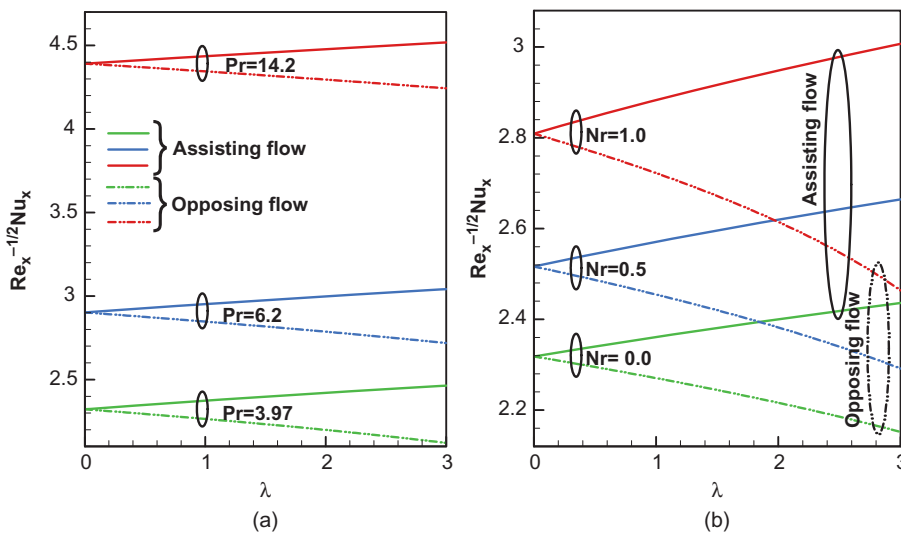 4.5
4
3.5
3
2.5
Re_x^−1/2 Nu_x
Pr=14.2
Assisting flow
Opposing flow
Pr=6.2
Pr=3.97
0
1
2
3
λ
(a)
3
2.8
2.6
2.4
2.2
Re_x^−1/2 Nu_x
Nr=1.0
Nr=0.5
Nr= 0.0
Assisting flow
Opposing flow
0
1
2
3
λ
(b)